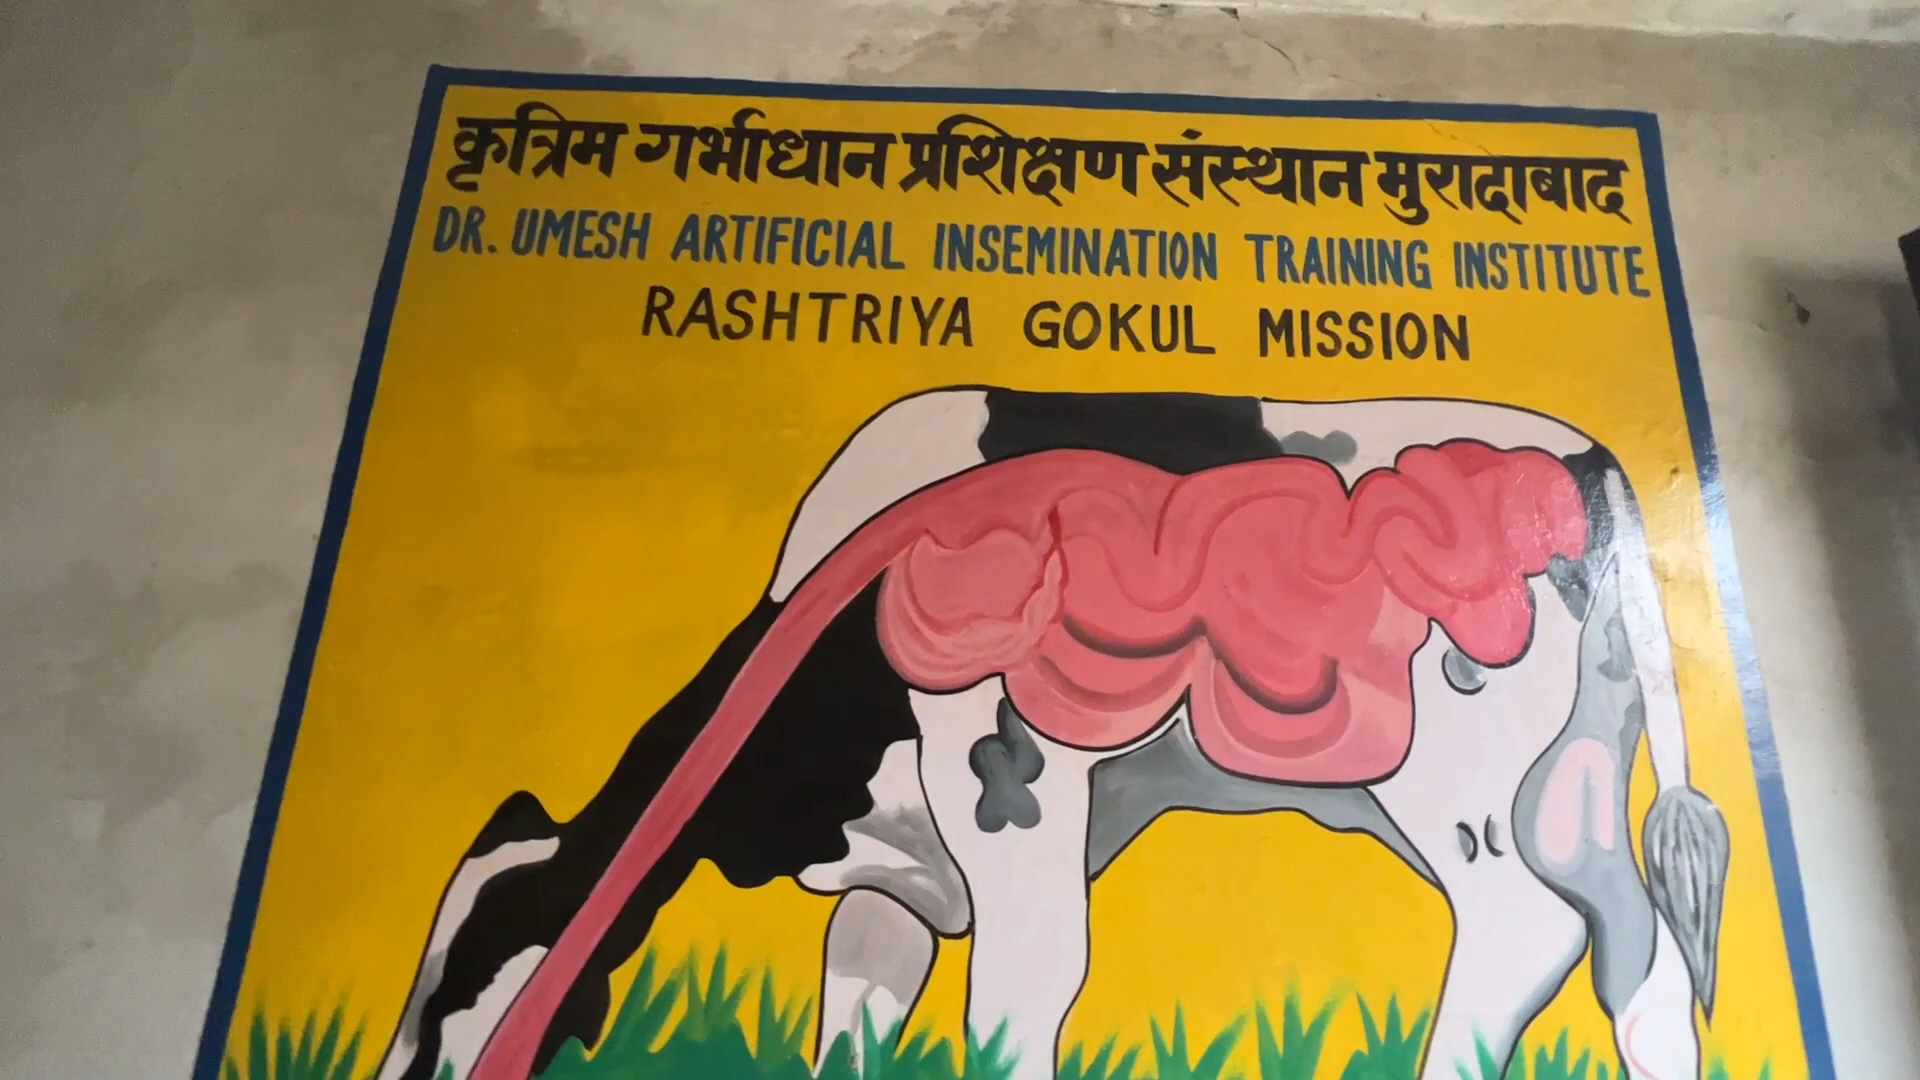 कृत्रिम गर्भाधान प्रशिक्षण संस्थान मुरादाबाद
DR. UMESH ARTIFICIAL INSEMINATION TRAINING INSTITUTE
RASHTRIYA GOKUL MISSION